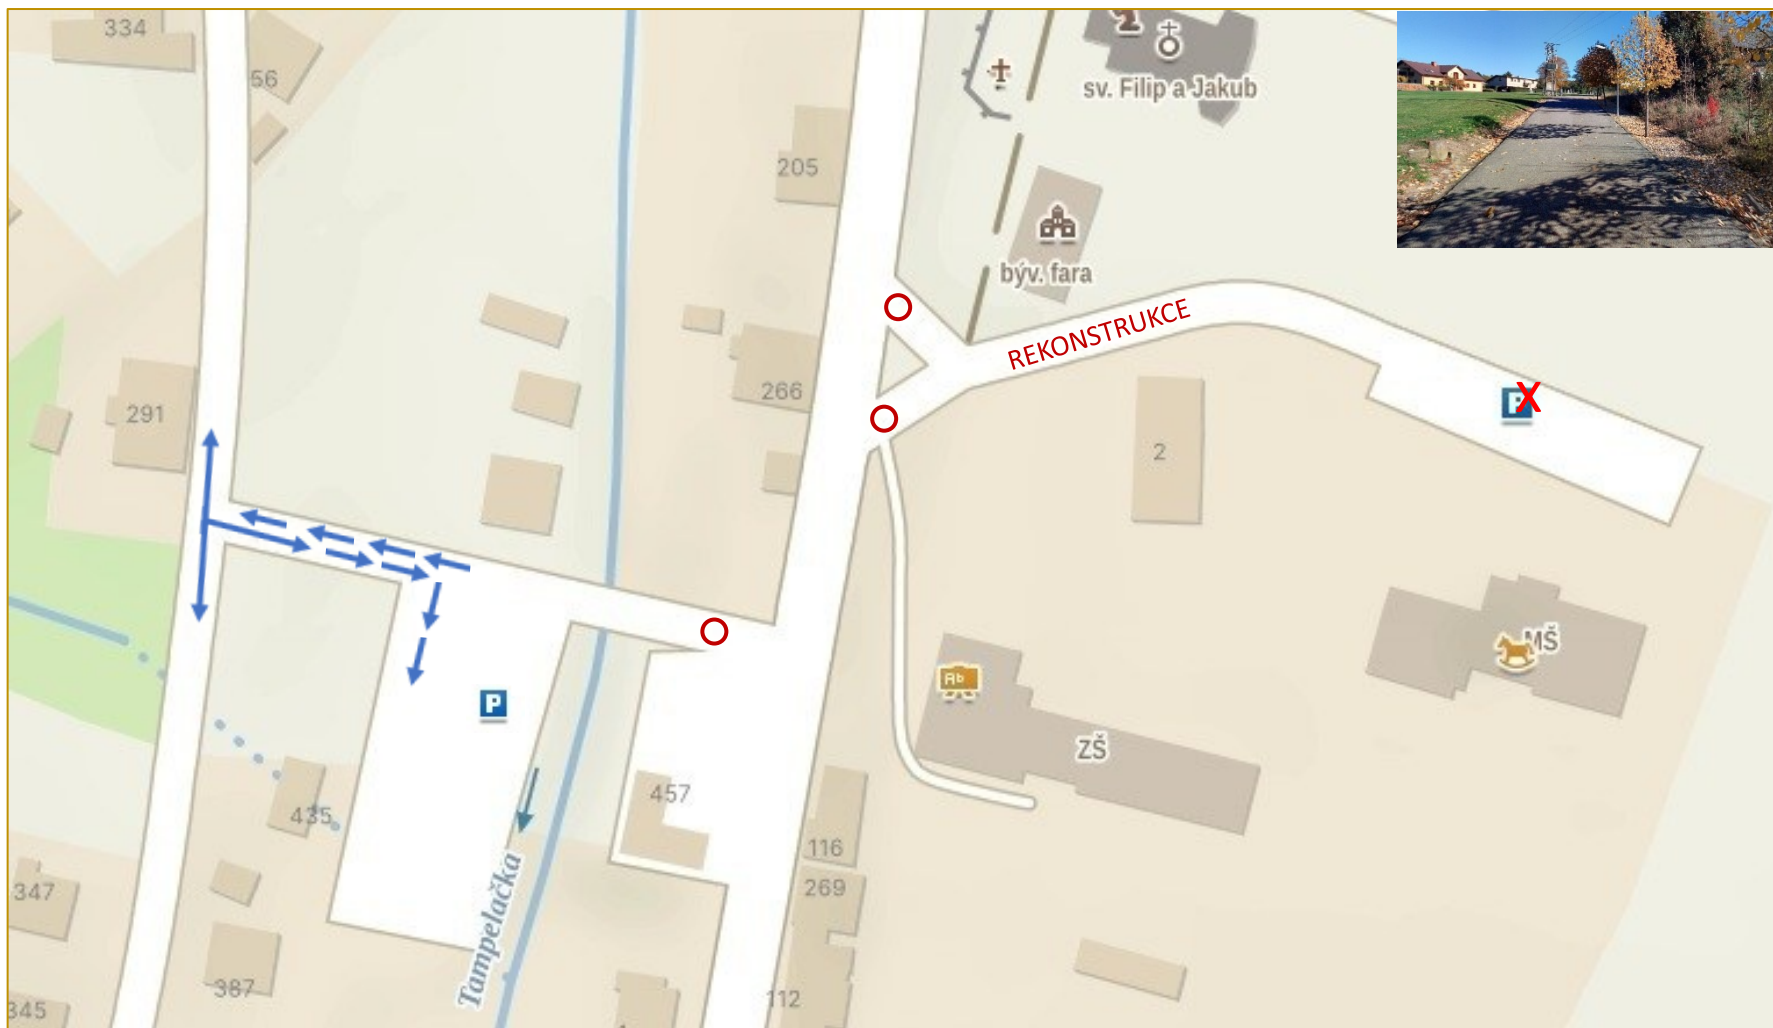 334
56
sv. Filip a Jakub
205
býv. fara
REKONSTRUKCE
266
291
P
X
2
MŠ
Ab
P
ZŠ
457
435
116
269
347
Tampelačka
387
112
345